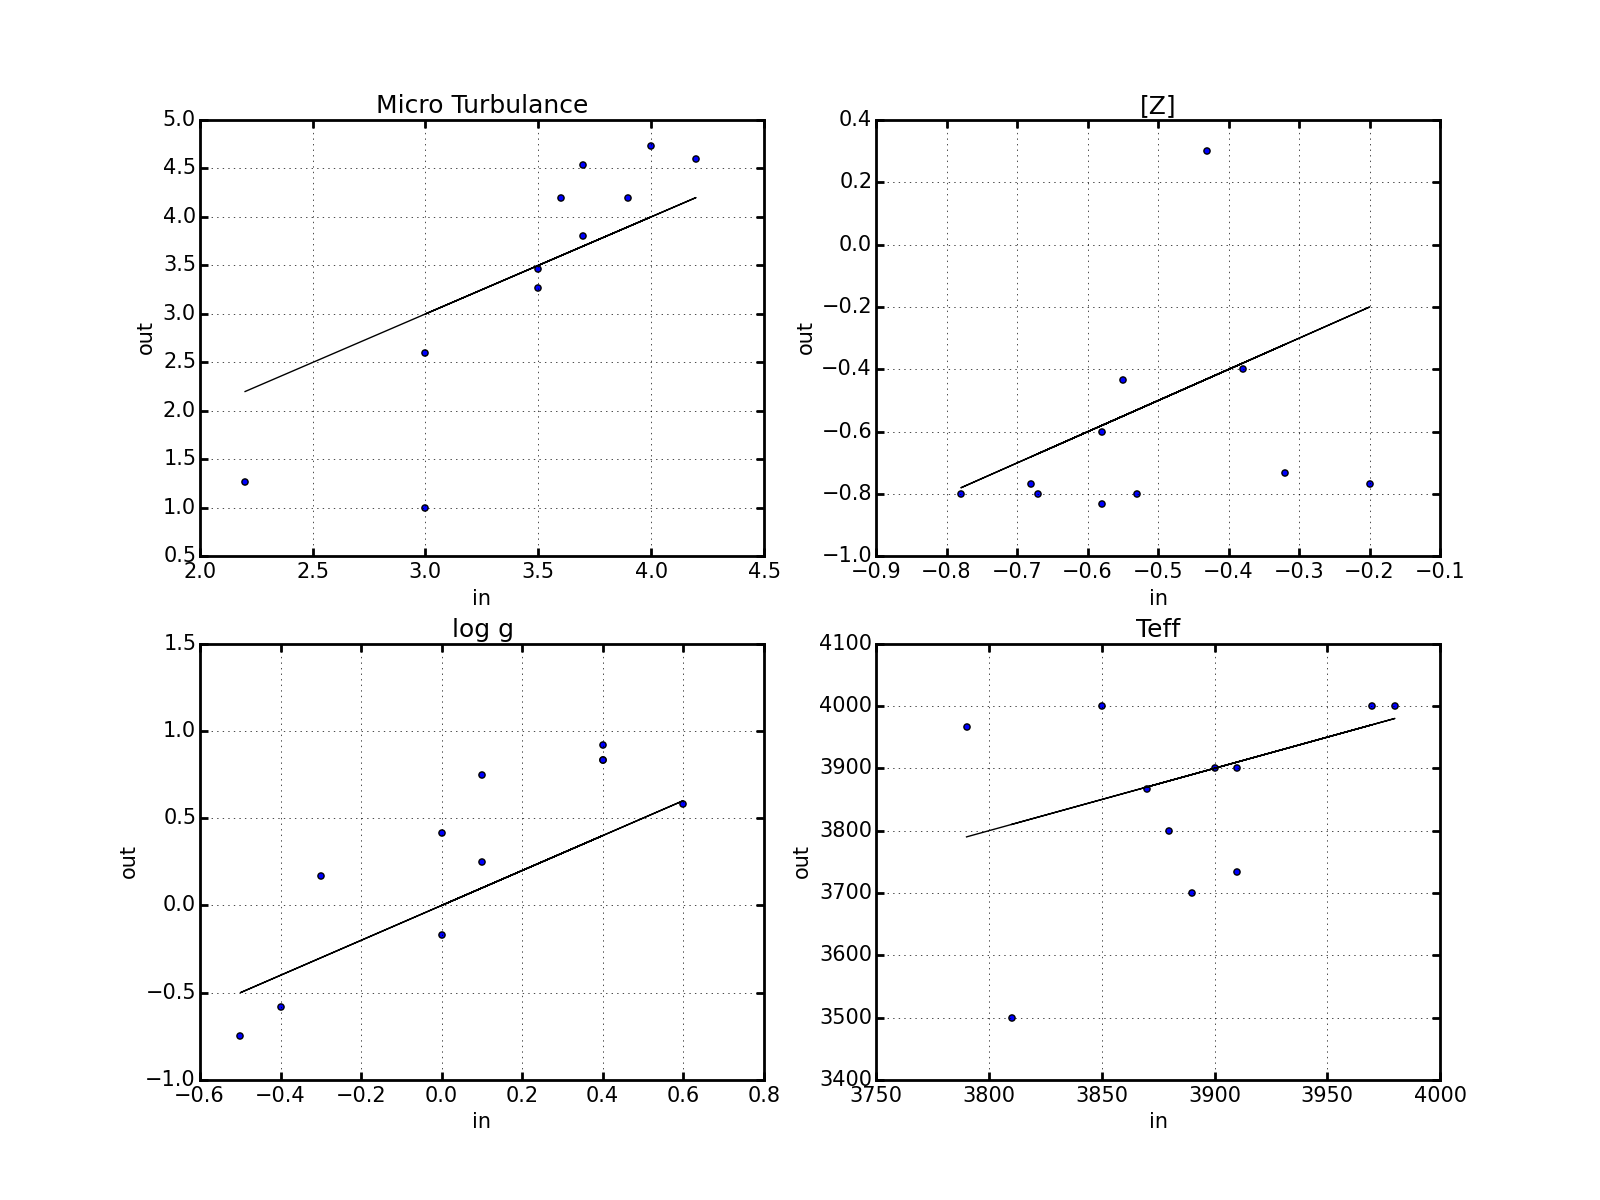 Micro Turbulance
5.0
4.5
4.0
3.5
3.0
2.5
2.0
1.5
1.0
0.5
out
2.0 2.5 3.0 3.5 4.0 4.5
in
[Z]
0.4
0.2
0.0
−0.2
−0.4
−0.6
−0.8
−1.0
out
−0.9 −0.8 −0.7 −0.6 −0.5 −0.4 −0.3 −0.2 −0.1
in
log g
1.5
1.0
0.5
0.0
−0.5
−1.0
out
−0.6 −0.4 −0.2 0.0 0.2 0.4 0.6 0.8
in
Teff
4100
4000
3900
3800
3700
3600
3500
3400
out
3750 3800 3850 3900 3950 4000
in